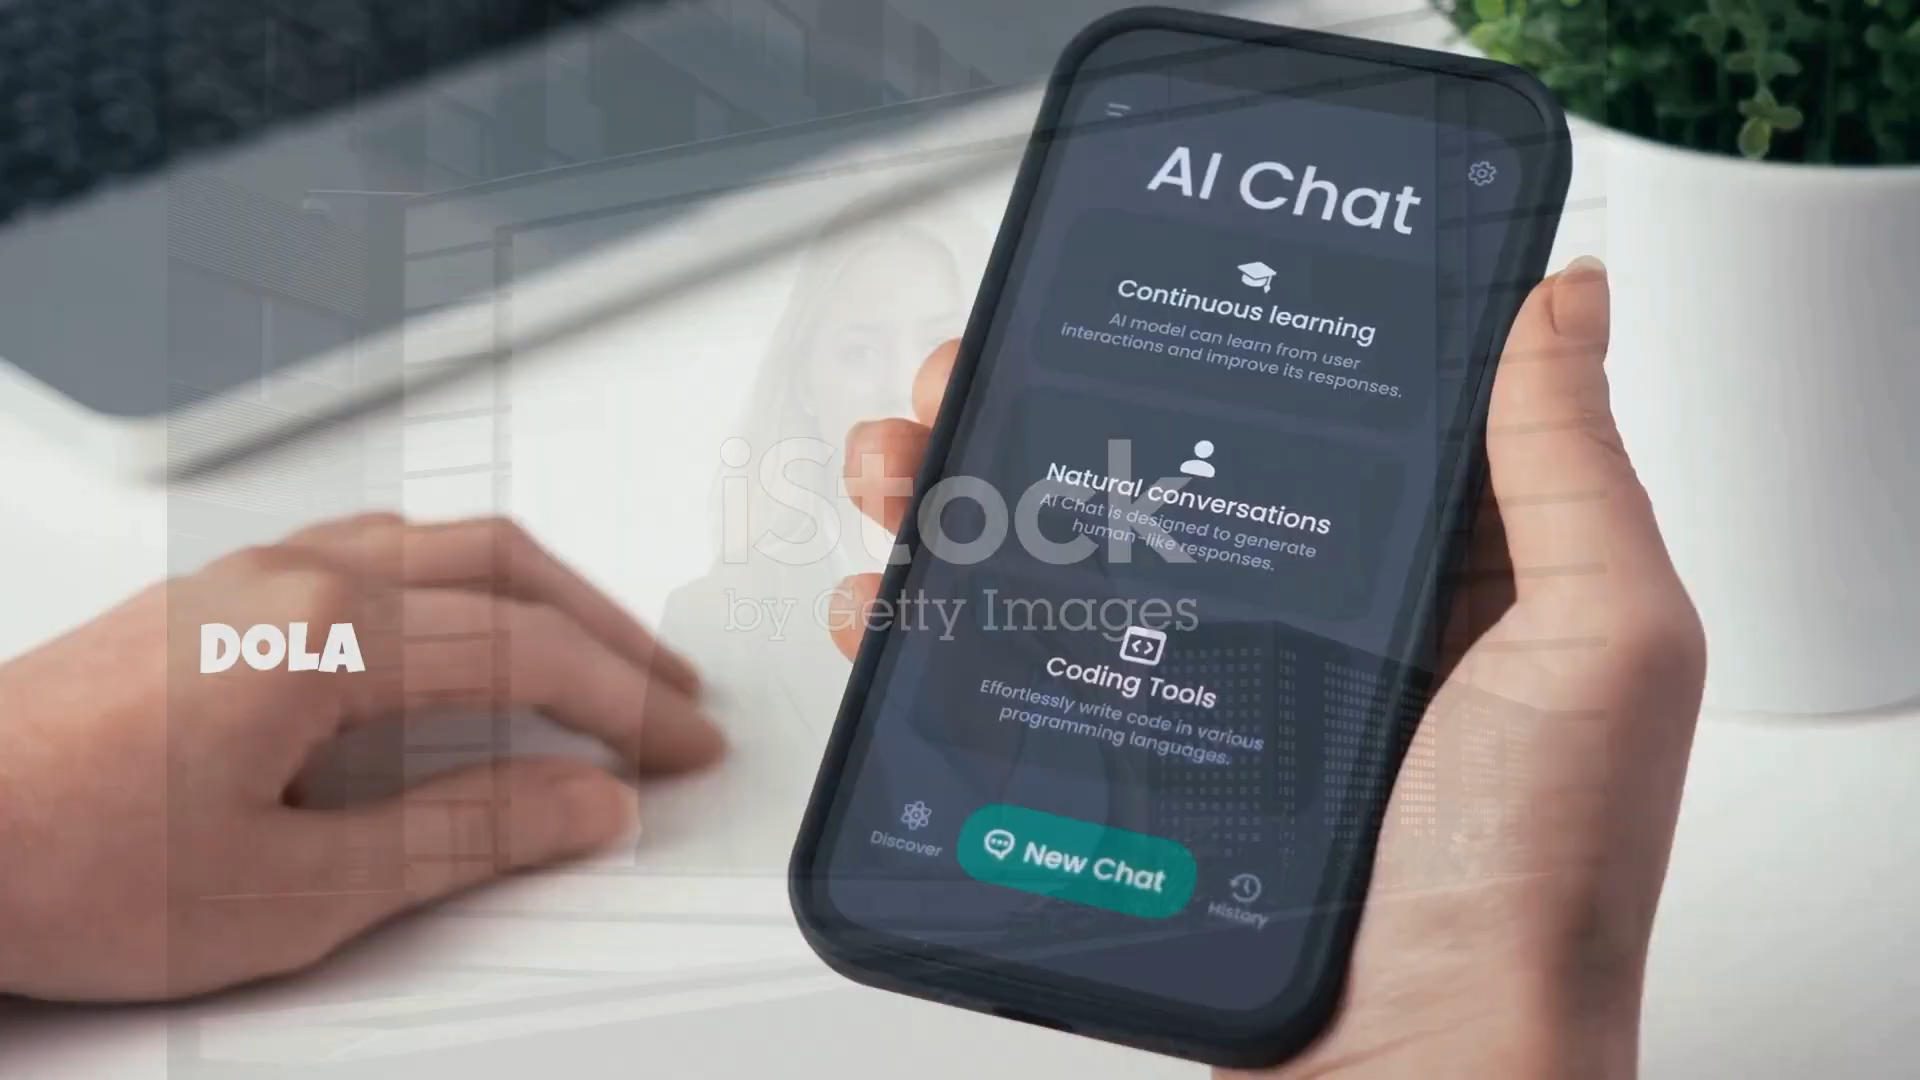 AI Chat
Continuous learning
AI model can learn from user
interactions and improve its responses.
iStock
Natural conversations
AI Chat is designed to generate
human-like responses.
by Getty Images
DOLA
Coding Tools
Effortlessly write code in various
programming languages.
Discover
New Chat
History